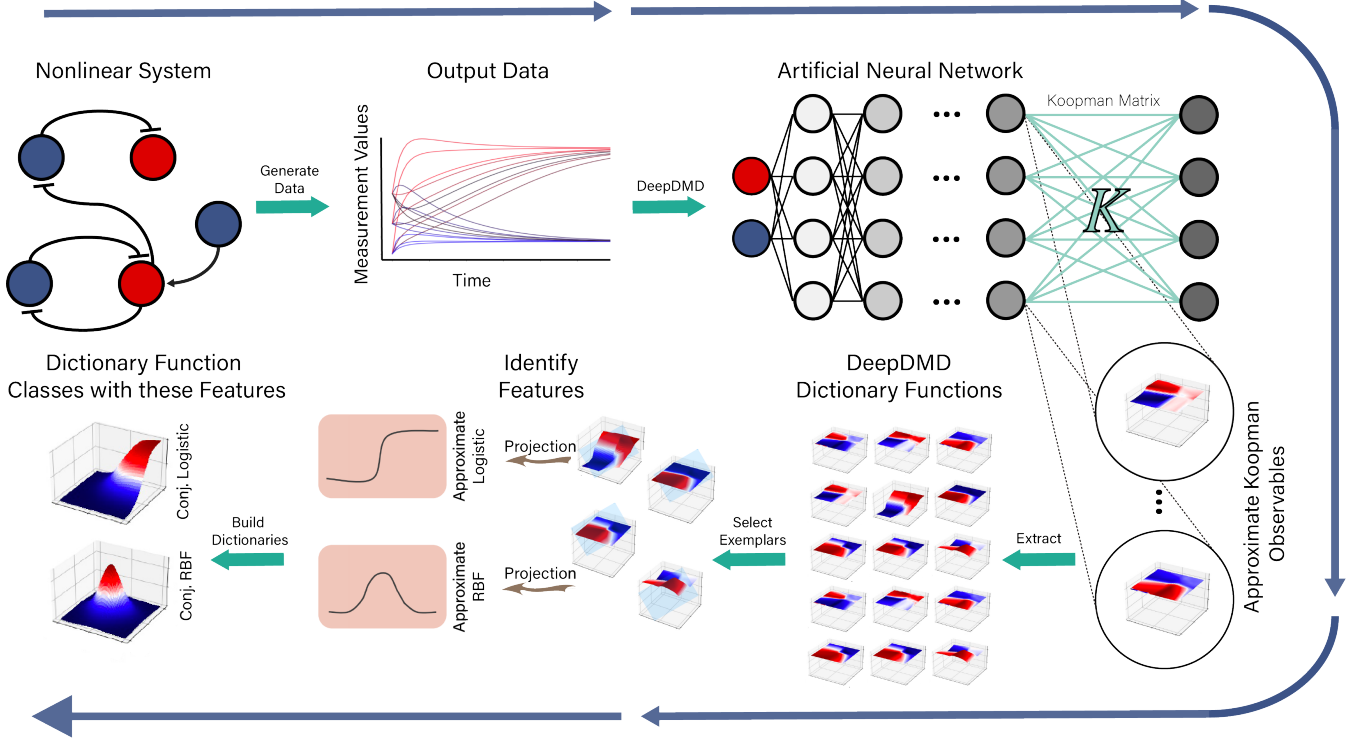 Nonlinear System
Output Data
Artificial Neural Network
Generate
Data
Measurement Values
Time
DeepDMD
Koopman Matrix
K
Dictionary Function
Classes with these Features
Identify
Features
DeepDMD
Dictionary Functions
Approximate Koopman
Observables
Extract
Select
Exemplars
Projection
Approximate
Logistic
Projection
Approximate
RBF
Build
Dictionaries
Conj. Logistic
Conj. RBF